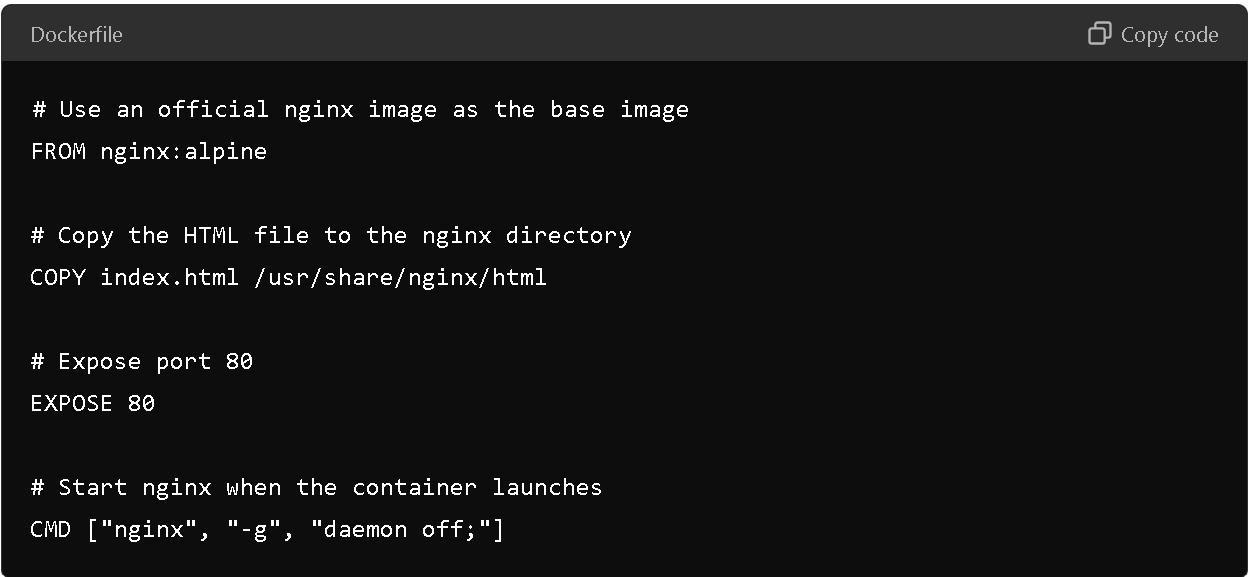 Dockerfile
Copy code
# Use an official nginx image as the base image
FROM nginx:alpine
# Copy the HTML file to the nginx directory
COPY index.html /usr/share/nginx/html
# Expose port 80
EXPOSE 80
# Start nginx when the container launches
CMD ["nginx", "-g", "daemon off;"]